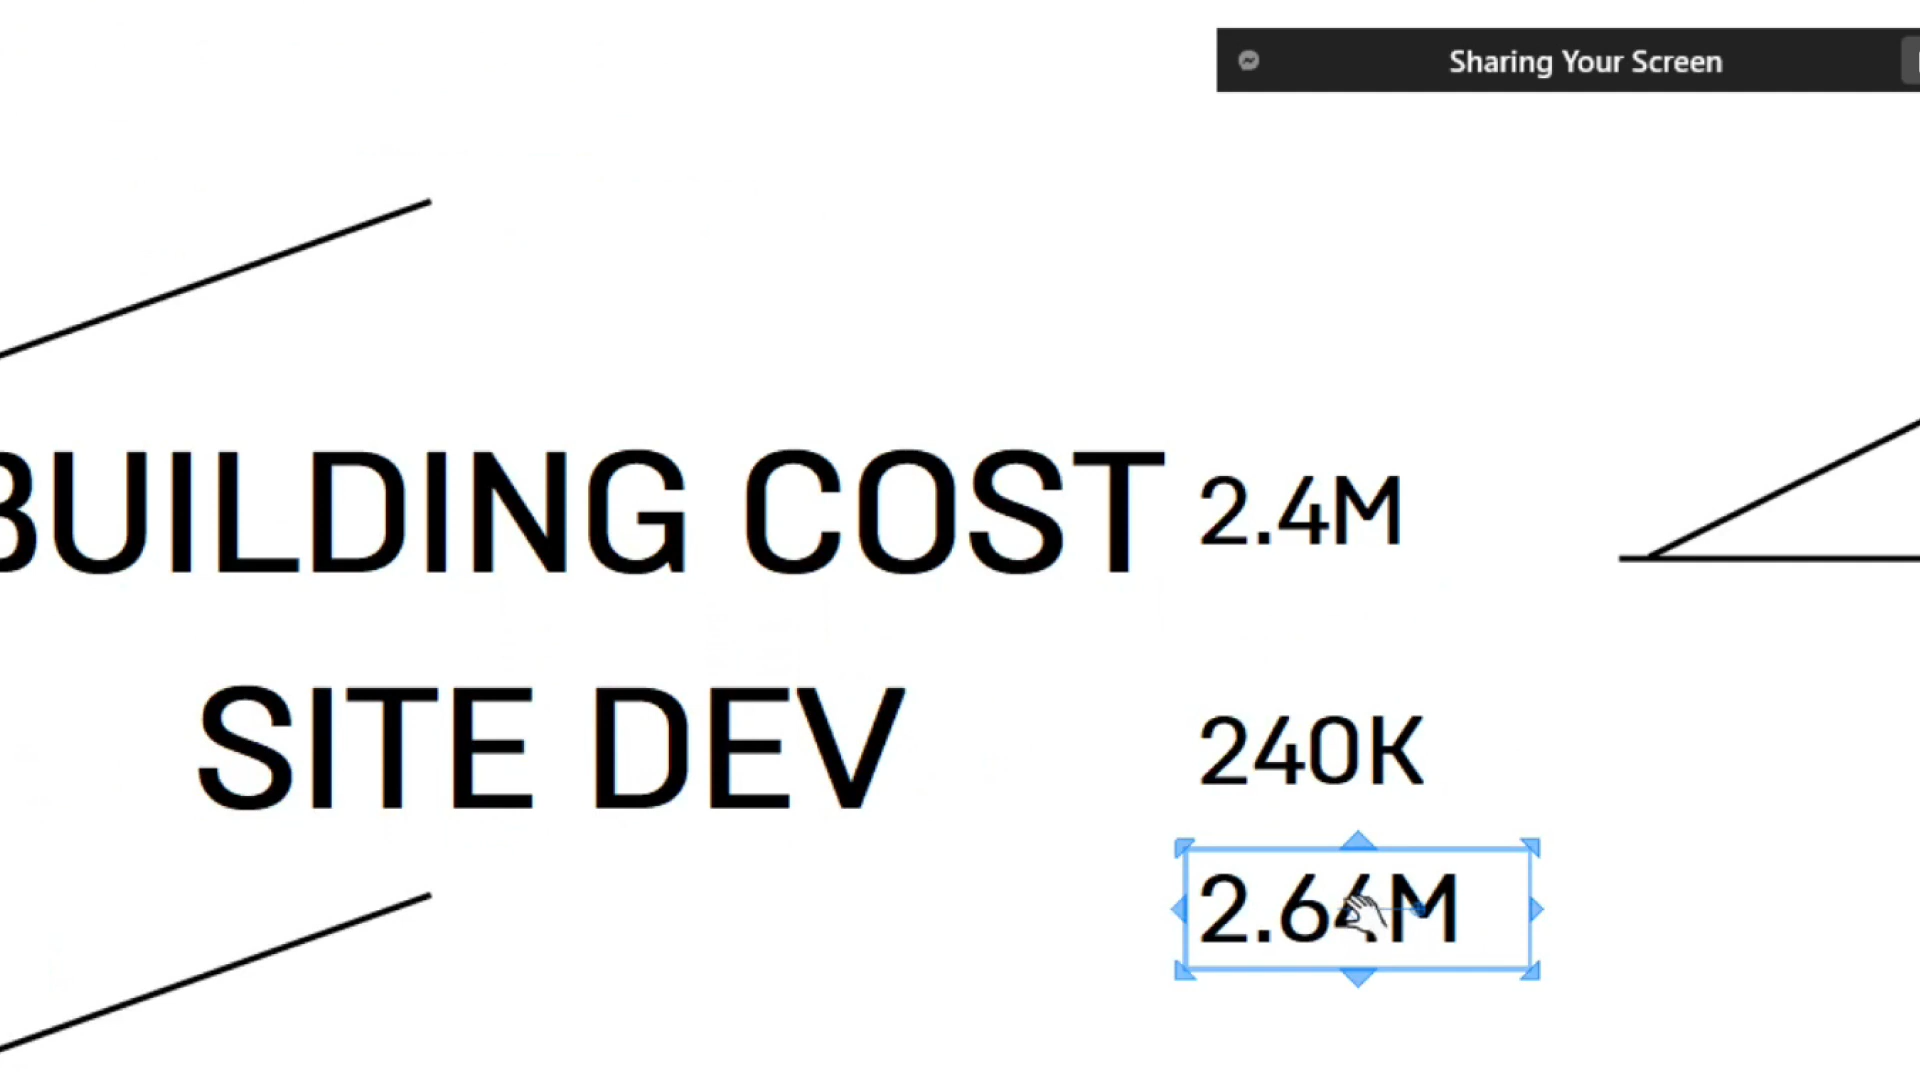 Sharing Your Screen
BUILDING COST 2.4M
SITE DEV 240K
2.64M